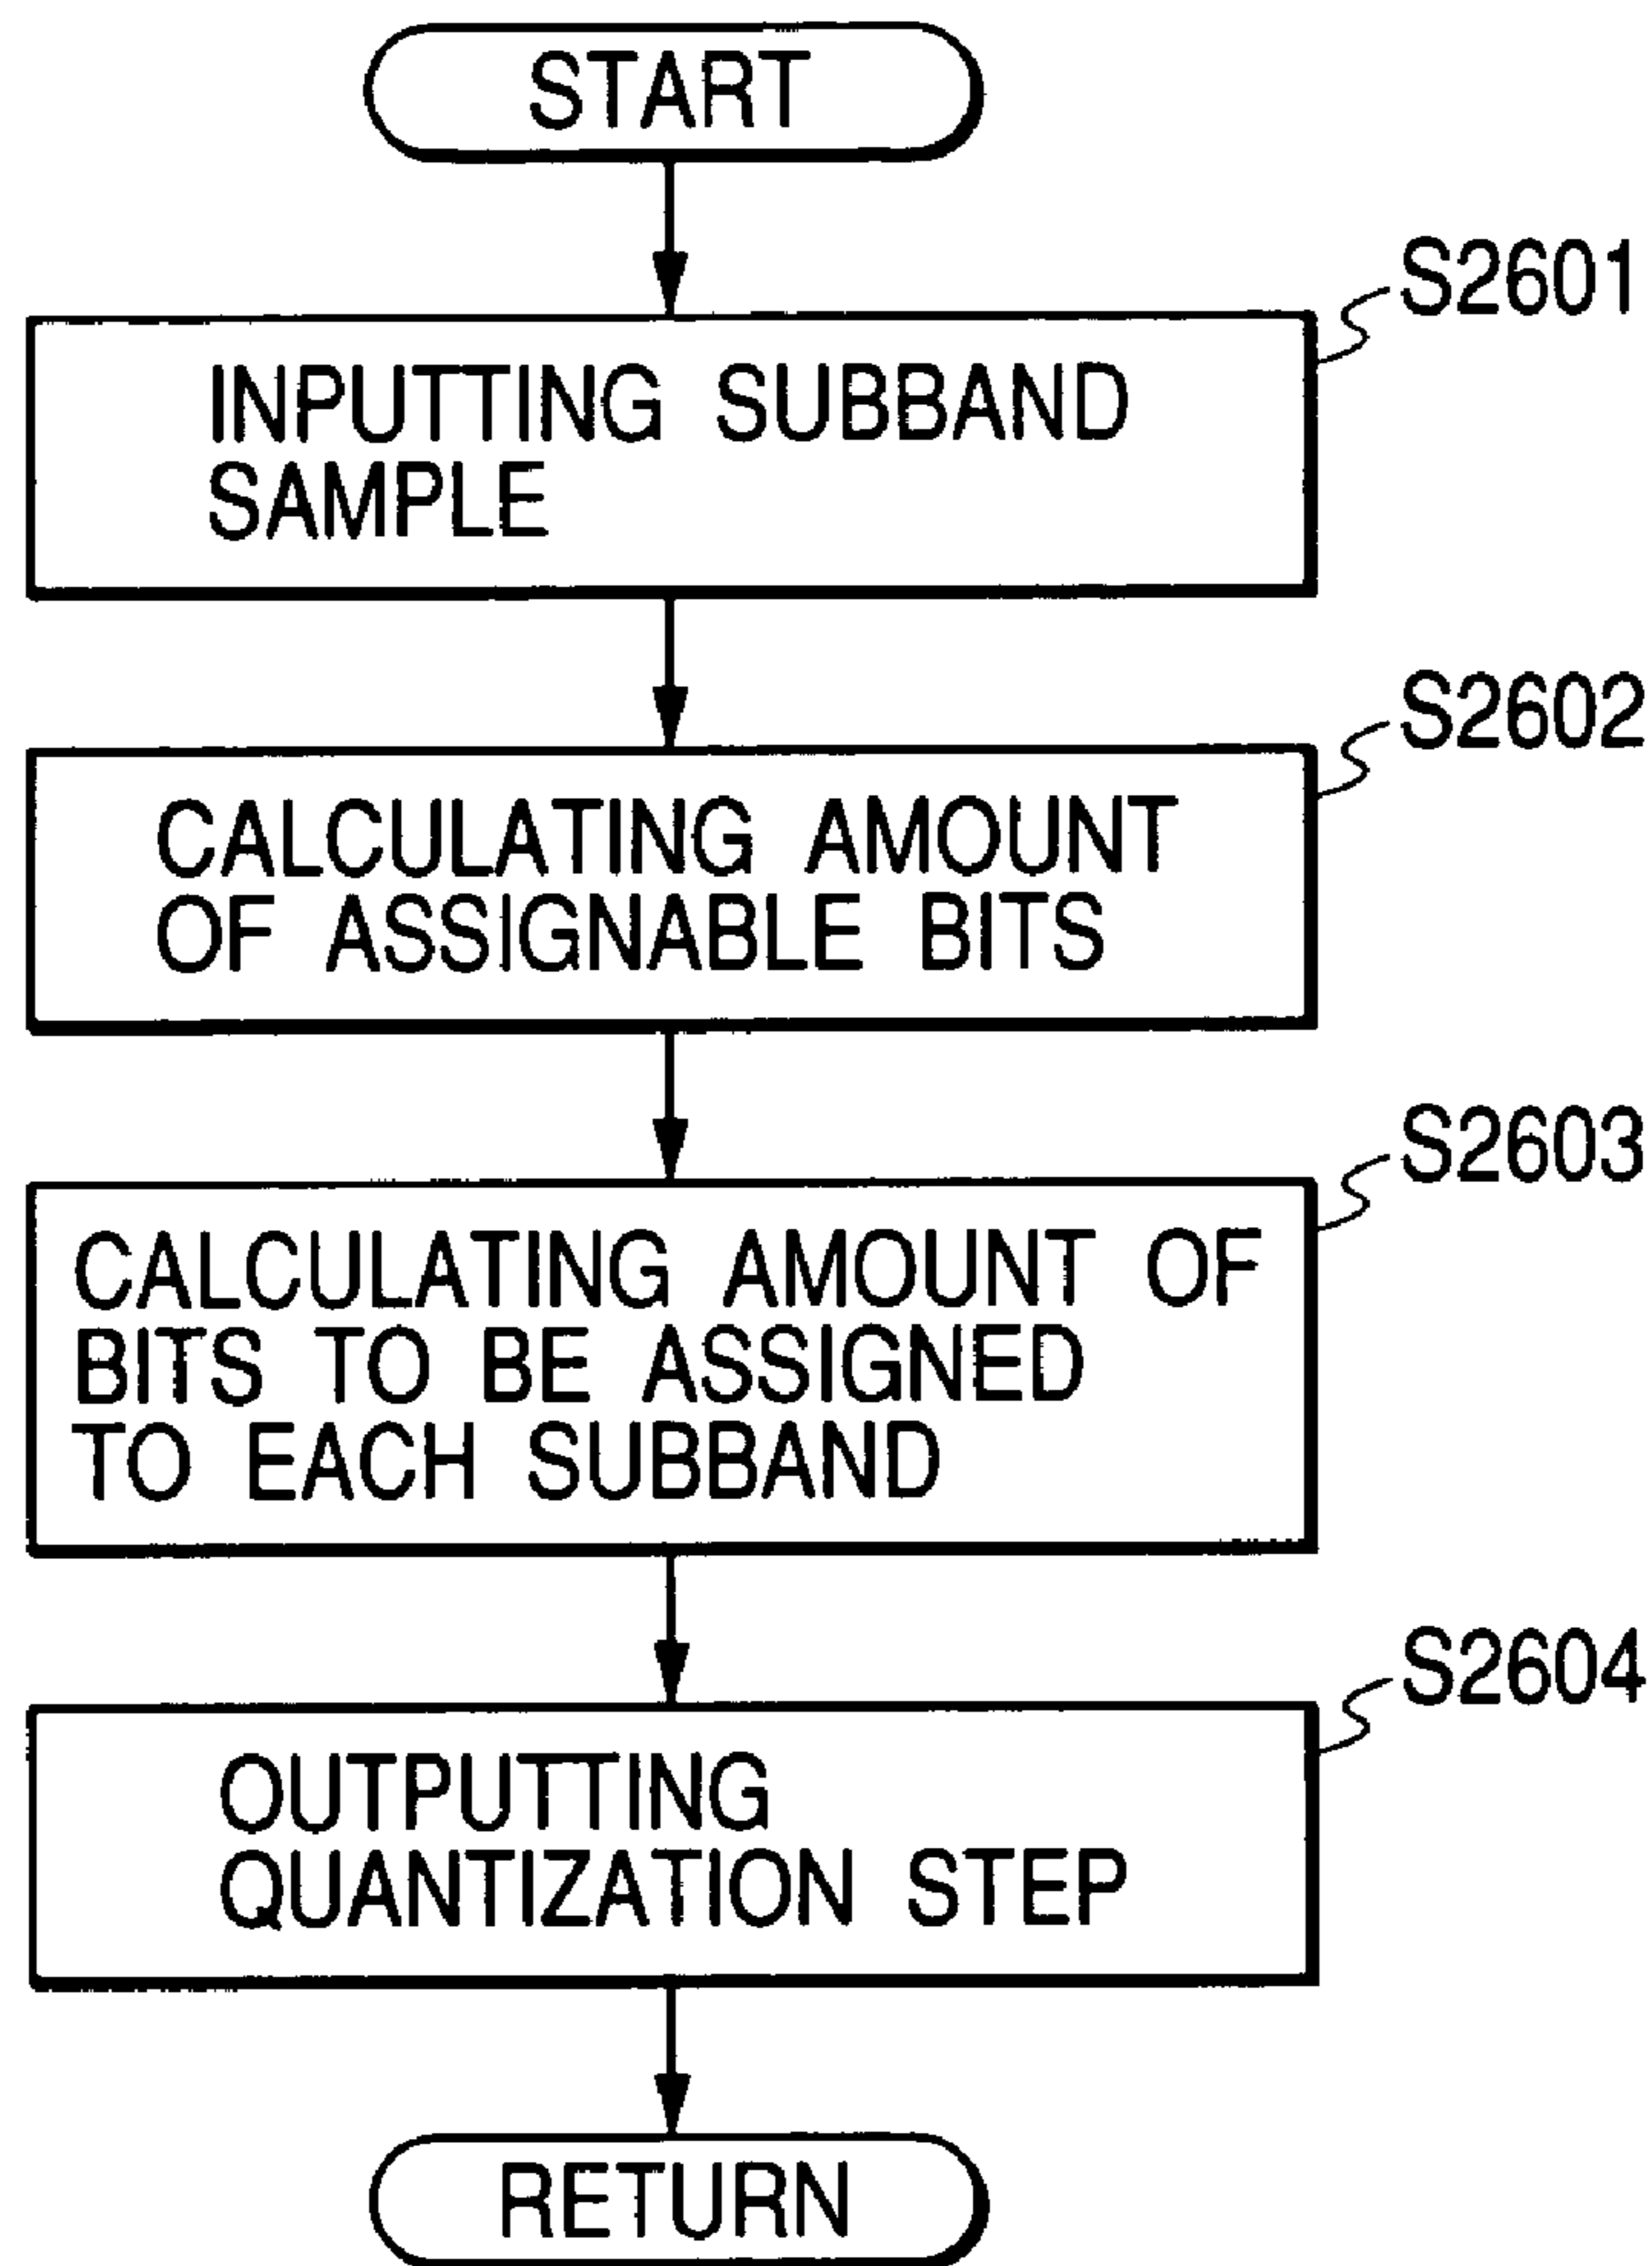 START
S2601
INPUTTING SUBBAND
SAMPLE
S2602
CALCULATING AMOUNT
OF ASSIGNABLE BITS
S2603
CALCULATING AMOUNT OF
BITS TO BE ASSIGNED
TO EACH SUBBAND
S2604
OUTPUTTING
QUANTIZATION STEP
RETURN